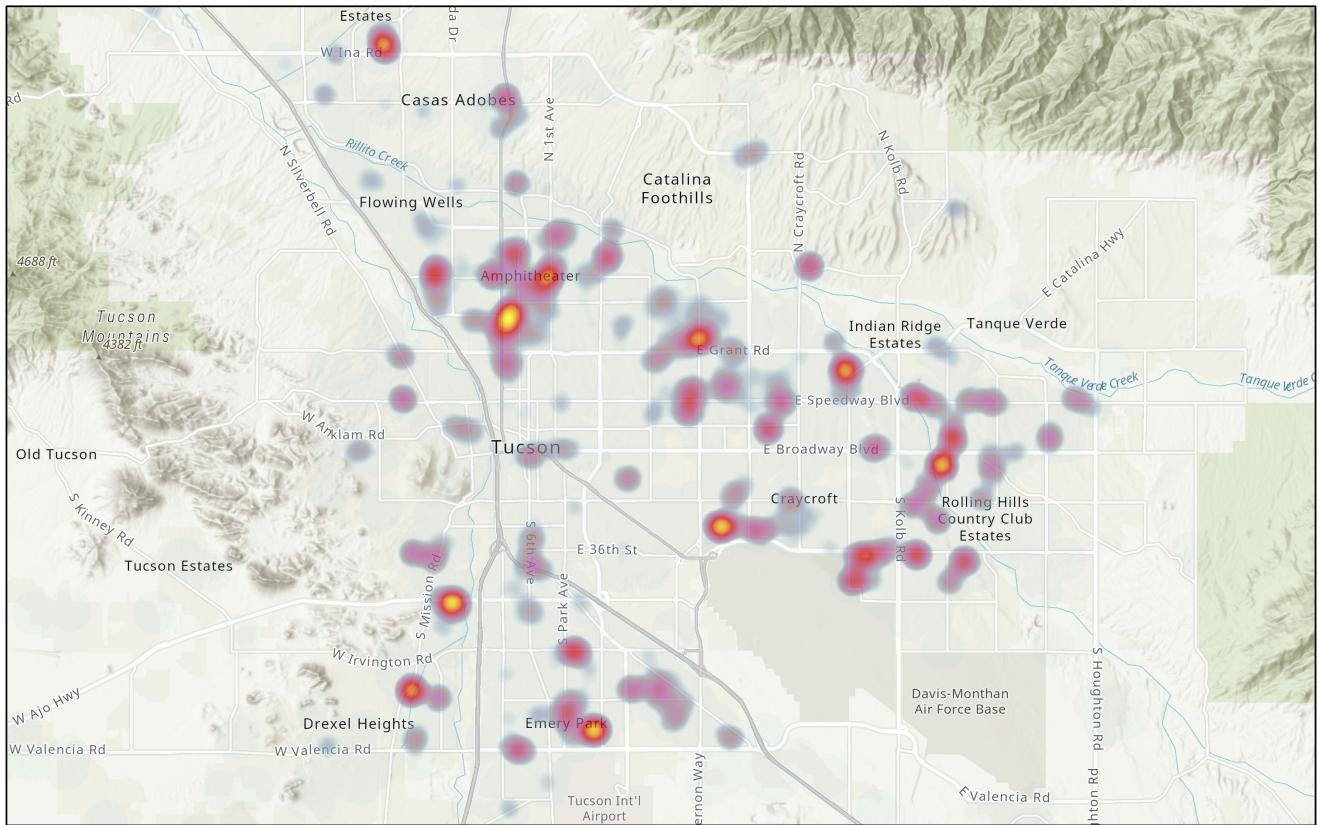 Estates
da Dr
W Ina Rd
Rd
Casas Adobes
N 1st Ave
Rillito Creek
N Silverbell Rd
Flowing Wells
Catalina
Foothills
N Craycroft Rd
N Kolb Rd
4688 ft
Amphitheater
E Catalina Hwy
Tucson
Mountains
4382 ft
Indian Ridge
Estates
Tanque Verde
E Grant Rd
Tanque Verde Creek
Tanque Verde C
E Speedway Blvd
W Anklam Rd
Old Tucson
Tucson
E Broadway Blvd
S Kinney Rd
Craycroft
S Kolb Rd
Rolling Hills
Country Club
Estates
S 6th Ave
E 36th St
Tucson Estates
S Mission Rd
S Park Ave
W Irvington Rd
S Houghton Rd
W Ajo Hwy
Davis-Monthan
Air Force Base
Drexel Heights
Emery Park
W Valencia Rd
W Valencia Rd
ernon Way
hton Rd
E Valencia Rd
Tucson Int'l
Airport